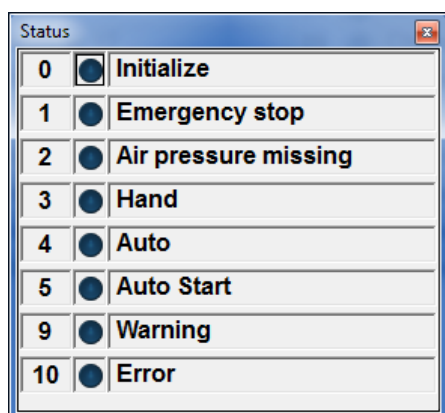 Status
0 Initialize
1 Emergency stop
2 Air pressure missing
3 Hand
4 Auto
5 Auto Start
9 Warning
10 Error